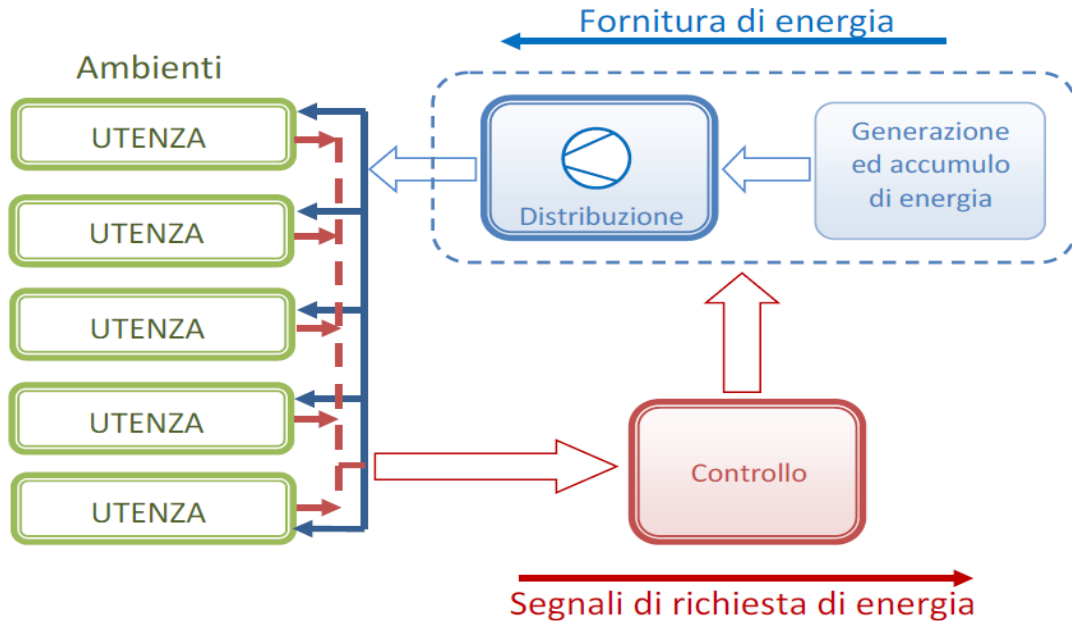 Fornitura di energia
Ambienti
UTENZA
UTENZA
UTENZA
UTENZA
UTENZA
Distribuzione
Generazione
ed accumulo
di energia
Controllo
Segnali di richiesta di energia